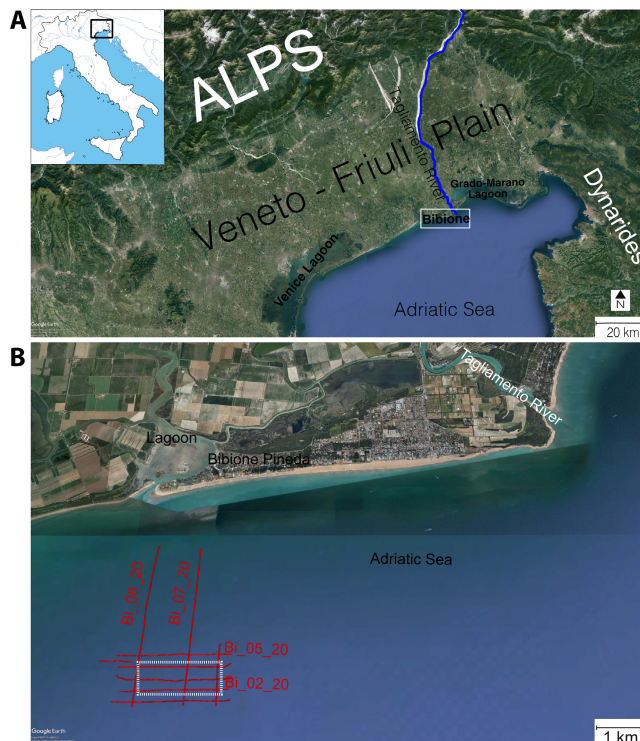 A
ALPS
Veneto - Friuli Plain
Tagliamento River
Grado-Marano
Lagoon
Bibione
Dynarides
Venice Lagoon
Adriatic Sea
N
Google Earth
20 km
B
Tagliamento River
Lagoon
Bibione Pineda
Adriatic Sea
Bi_08_20
Bi_07_20
Bi_05_20
Bi_02_20
Google Earth
1 km